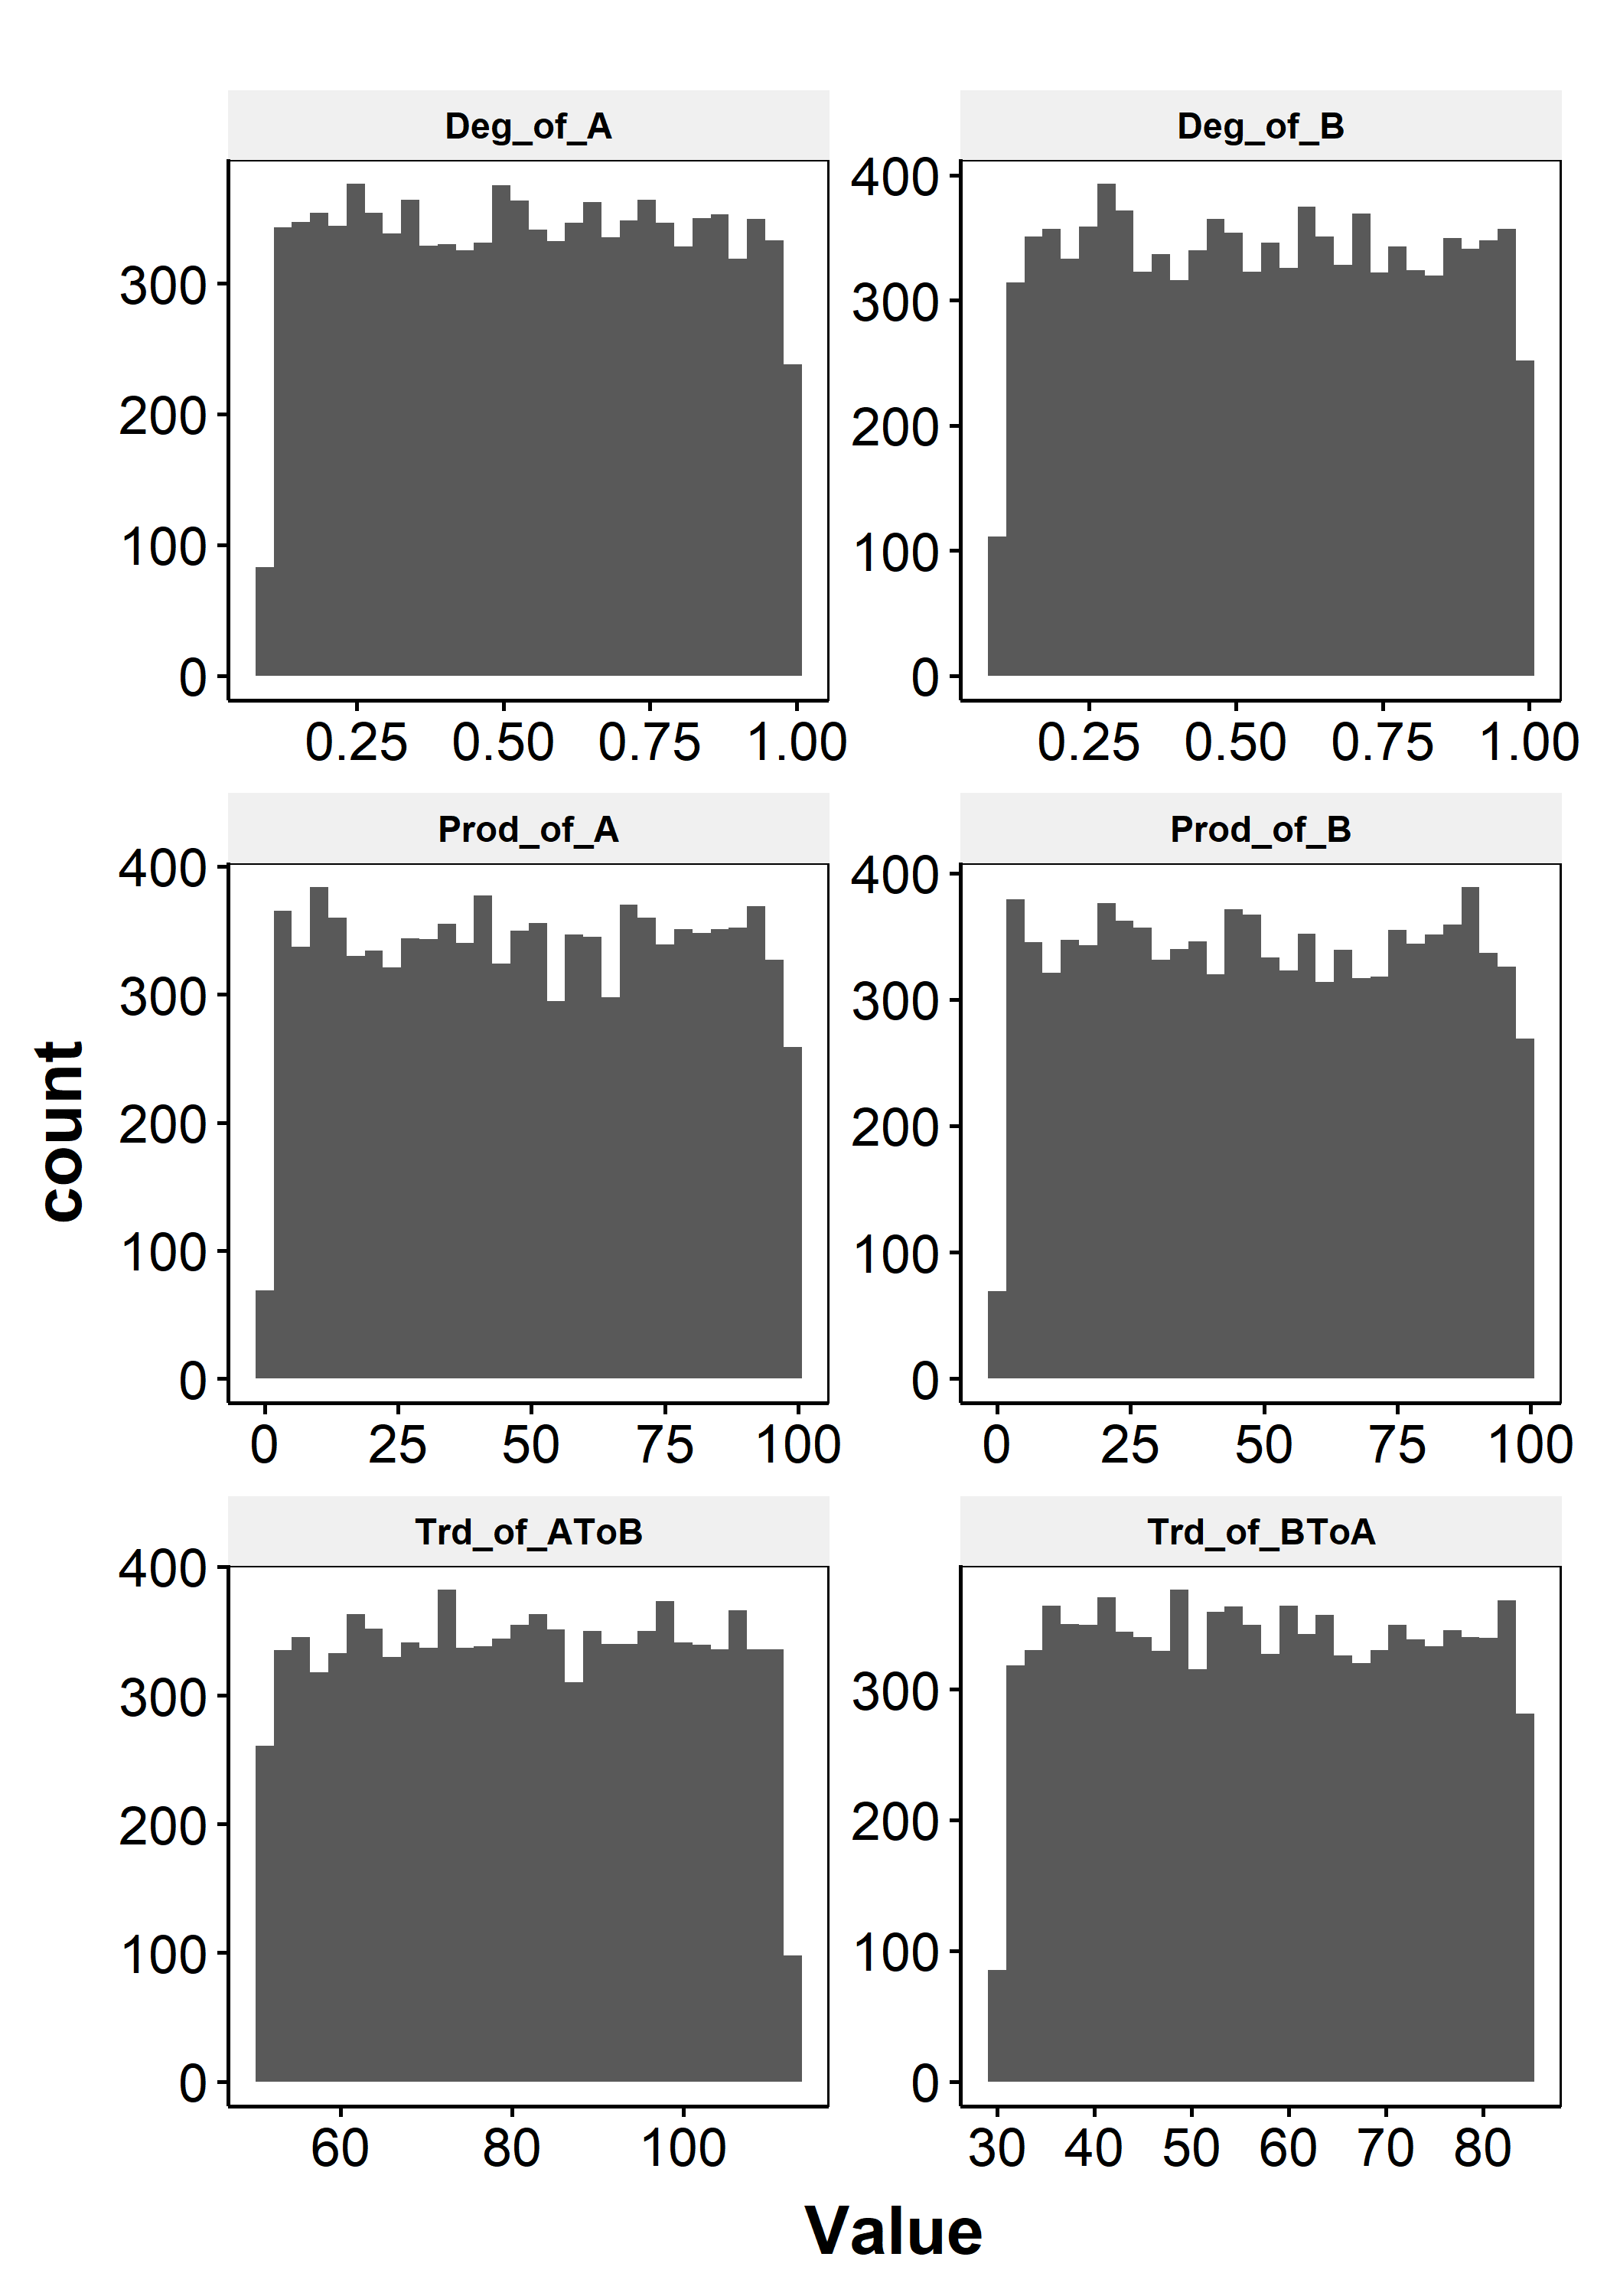 Deg_of_A Deg_of_B
400
300 300
200 200
100 100
0 0
0.25 0.50 0.75 1.00 0.25 0.50 0.75 1.00
Prod_of_A Prod_of_B
400 400
300 300
200 200
100 100
0 0
0 25 50 75 100 0 25 50 75 100
Trd_of_AToB Trd_of_BToA
400
300 300
200 200
100 100
0 0
60 80 100 30 40 50 60 70 80
count
Value